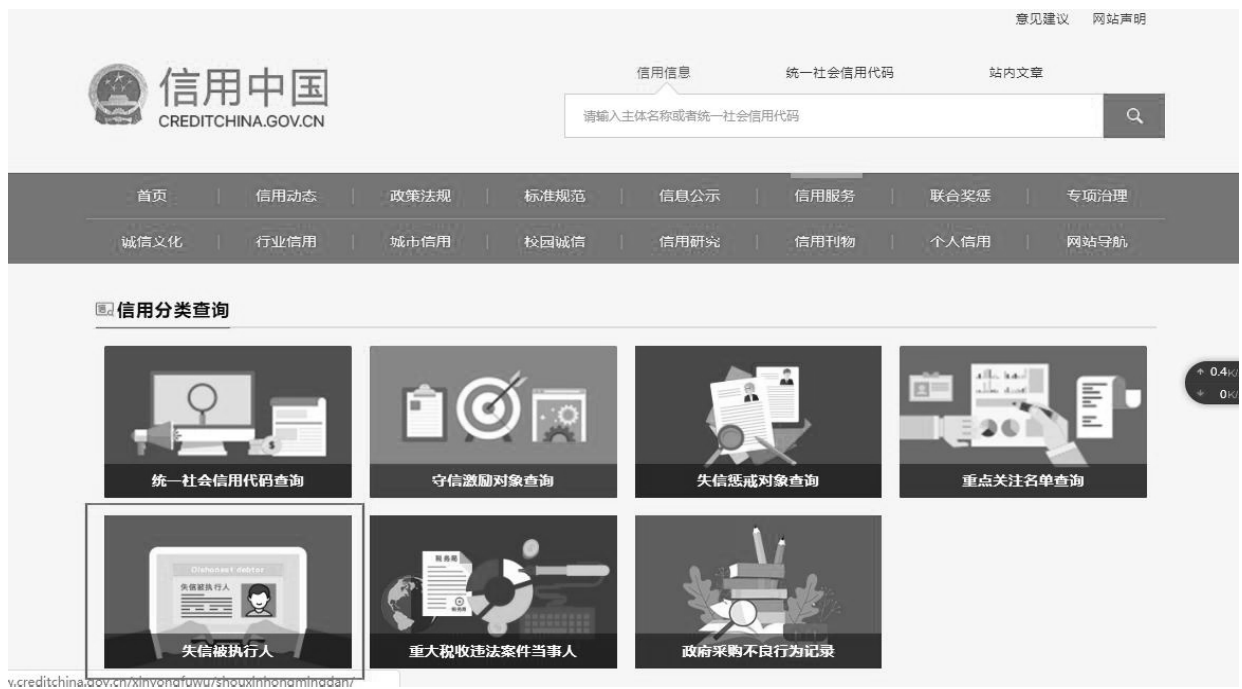 意见建议 网站声明
信用中国
CREDITCHINA.GOV.CN
信用信息 统一社会信用代码 站内文章
请输入主体名称或者统一社会信用代码
首页 信用动态 政策法规 标准规范 信息公示 信用服务 联合奖惩 专项治理
诚信文化 行业信用 城市信用 校园诚信 信用研究 信用刊物 个人信用 网站导航
信用分类查询
统一社会信用代码查询 守信激励对象查询 失信惩戒对象查询 重点关注名单查询
0.4K/
0K/
Dishonest debtor
失信被执行人
税务局
失信被执行人 重大税收违法案件当事人 政府采购不良行为记录
v.creditchina.gov.cn/xinyongfuwu/shouxinhongmingdan/